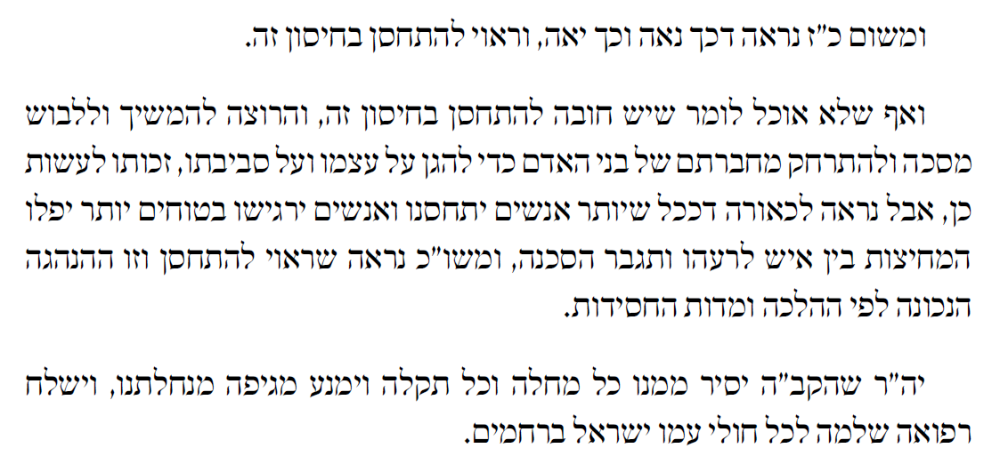 ומשום כ"ז נראה דכך נאה וכך יאה, וראוי להתחסן בחיסון זה.
ואף שלא אוכל לומר שיש חובה להתחסן בחיסון זה, והרוצה להמשיך וללבוש
מסכה ולהתרחק מחברתם של בני האדם כדי להגן על עצמו ועל סביבתו, זכותו לעשות
כן, אבל נראה לכאורה דככל שיותר אנשים יתחסנו ואנשים ירגישו בטוחים יותר יפלו
המחיצות בין איש לרעהו ותגבר הסכנה, ומשו"כ נראה שראוי להתחסן וזו ההנהגה
הנכונה לפי ההלכה ומדות החסידות.
יה"ר שהקב"ה יסיר ממנו כל מחלה וכל תקלה וימנע מגיפה מנחלתנו, וישלח
רפואה שלמה לכל חולי עמו ישראל ברחמים.